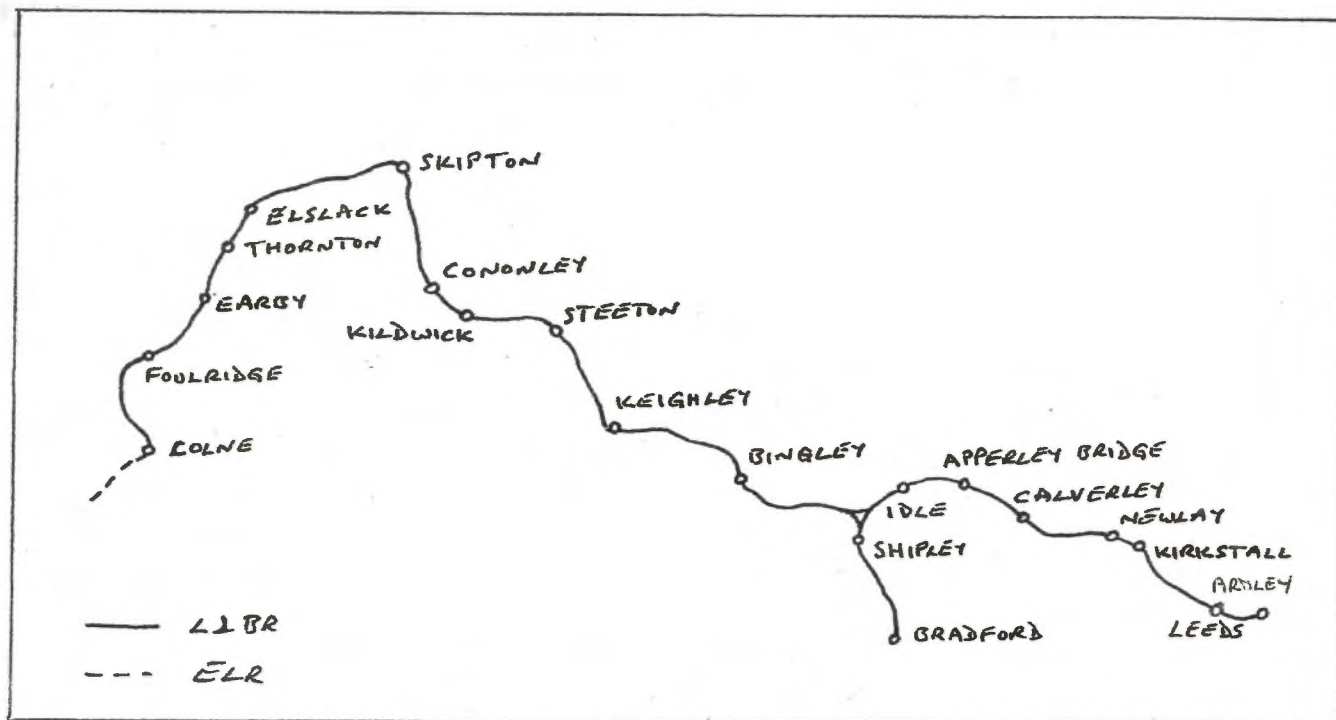 SKIPTON
ELSLACK
THORNTON
CONONLEY
EARBY
STEETON
KILDWICK
FOULRIDGE
KEIGHLEY
COLNE
BINGLEY
APPERLEY BRIDGE
CALVERLEY
IDLE
NEWLAY
SHIPLEY
KIRKSTALL
ARMLEY
LEEDS
BRADFORD
L&BR
ELR